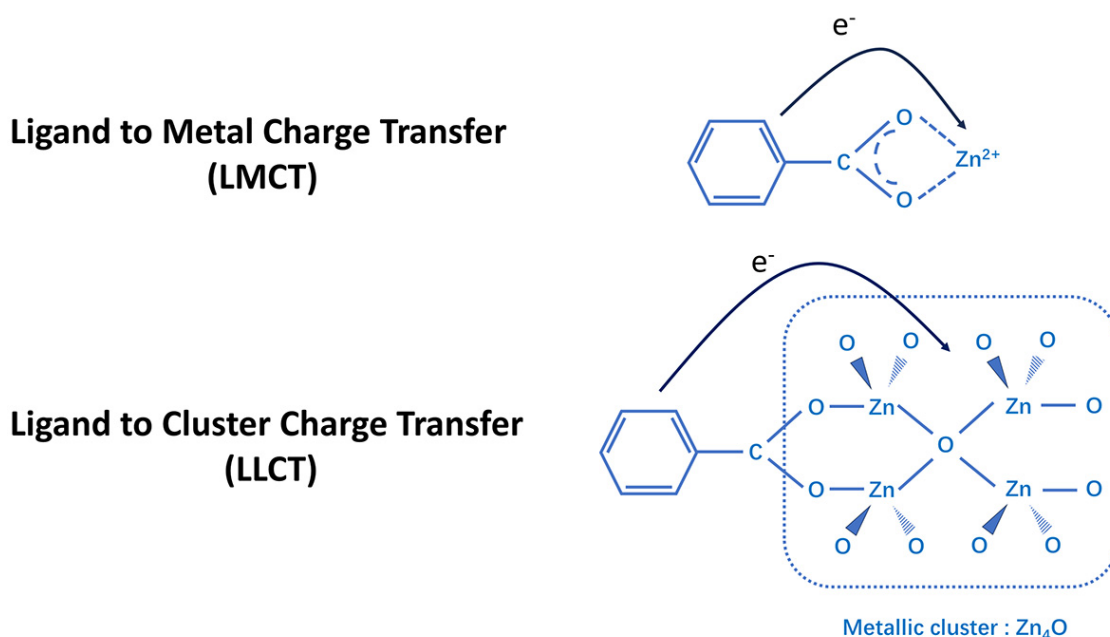 e⁻
Ligand to Metal Charge Transfer
(LMCT)
O
C
Zn²⁺
O
e⁻
O O O O
O Zn Zn O
Ligand to Cluster Charge Transfer
(LLCT)
C O
O Zn Zn O
O O O O
Metallic cluster : Zn₄O